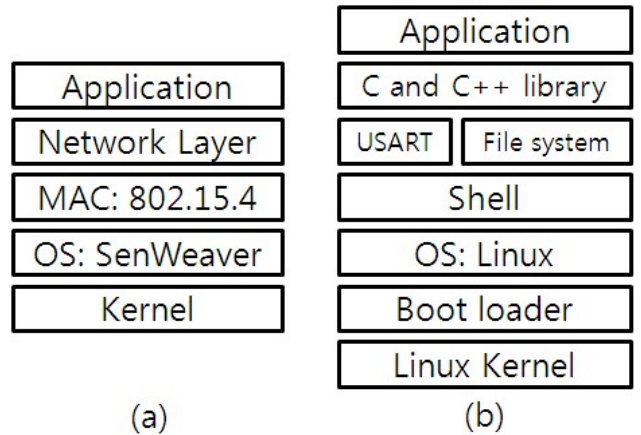 Application
Network Layer
MAC: 802.15.4
OS: SenWeaver
Kernel
(a)
Application
C and C++ library
USART
File system
Shell
OS: Linux
Boot loader
Linux Kernel
(b)